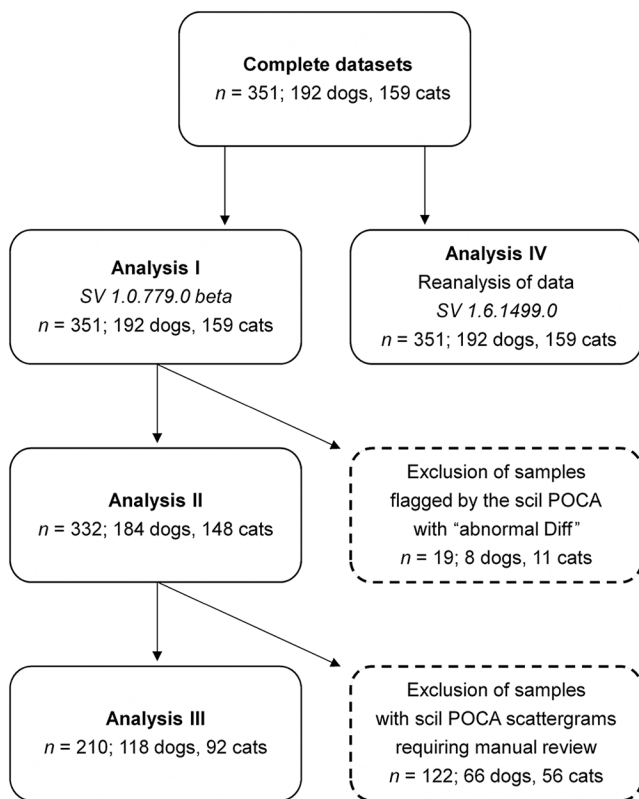 Complete datasets
n = 351; 192 dogs, 159 cats
Analysis I
SV 1.0.779.0 beta
n = 351; 192 dogs, 159 cats
Analysis IV
Reanalysis of data
SV 1.6.1499.0
n = 351; 192 dogs, 159 cats
Analysis II
n = 332; 184 dogs, 148 cats
Exclusion of samples
flagged by the scil POCA
with “abnormal Diff”
n = 19; 8 dogs, 11 cats
Analysis III
n = 210; 118 dogs, 92 cats
Exclusion of samples
with scil POCA scattergrams
requiring manual review
n = 122; 66 dogs, 56 cats